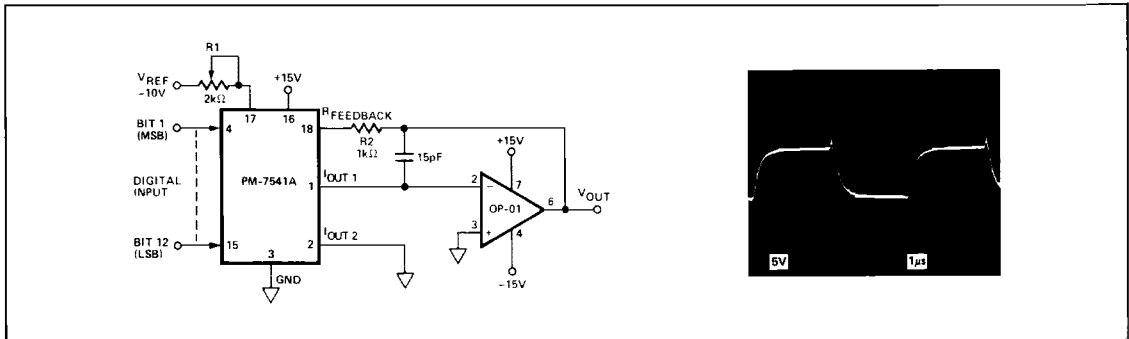 R1
VREF
-10V
2kΩ
+15V
17
16
RFEEDBACK
BIT 1
(MSB)
4
18
R2
1kΩ
15pF
+15V
DIGITAL
INPUT
PM-7541A
1
IOUT 1
2
7
OP-01
6
VOUT
BIT 12
(LSB)
15
2
IOUT 2
3
4
3
GND
-15V
5V
1µs